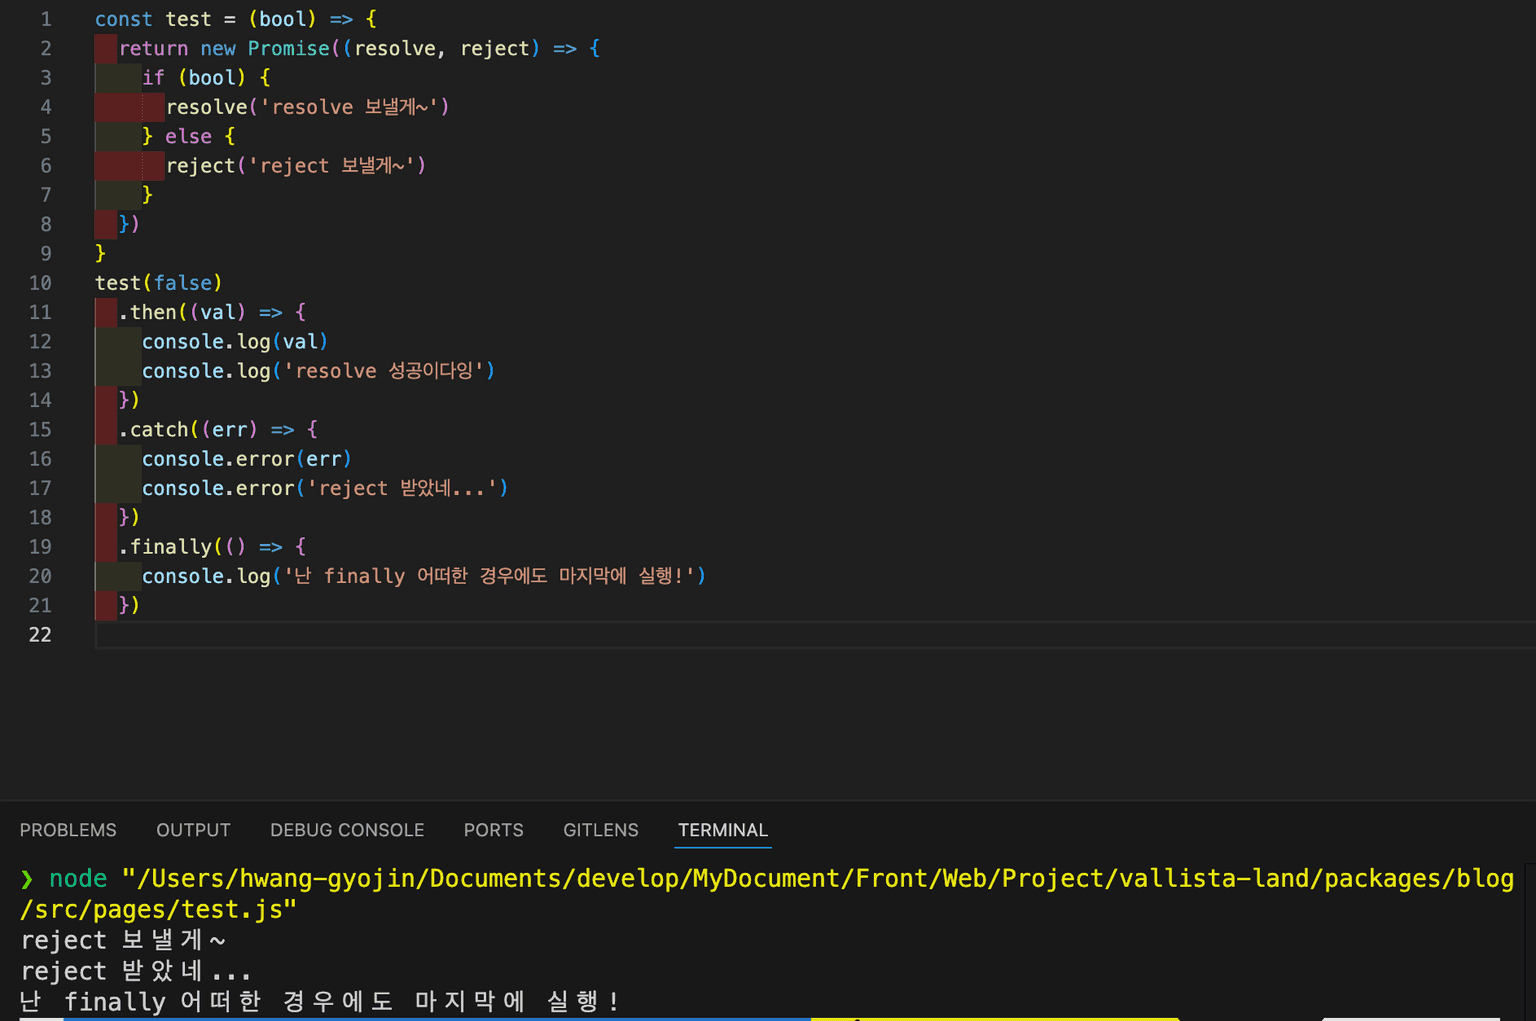 1 const test = (bool) => {
2 return new Promise((resolve, reject) => {
3 if (bool) {
4 resolve('resolve 보낼게~')
5 } else {
6 reject('reject 보낼게~')
7 }
8 })
9 }
10 test(false)
11 .then((val) => {
12 console.log(val)
13 console.log('resolve 성공이다잉')
14 })
15 .catch((err) => {
16 console.error(err)
17 console.error('reject 받았네...')
18 })
19 .finally(() => {
20 console.log('난 finally 어떠한 경우에도 마지막에 실행!')
21 })
22
PROBLEMS OUTPUT DEBUG CONSOLE PORTS GITLENS TERMINAL
❯ node "/Users/hwang-gyojin/Documents/develop/MyDocument/Front/Web/Project/vallista-land/packages/blog
/src/pages/test.js"
reject 보낼게~
reject 받았네...
난 finally 어떠한 경우에도 마지막에 실행!